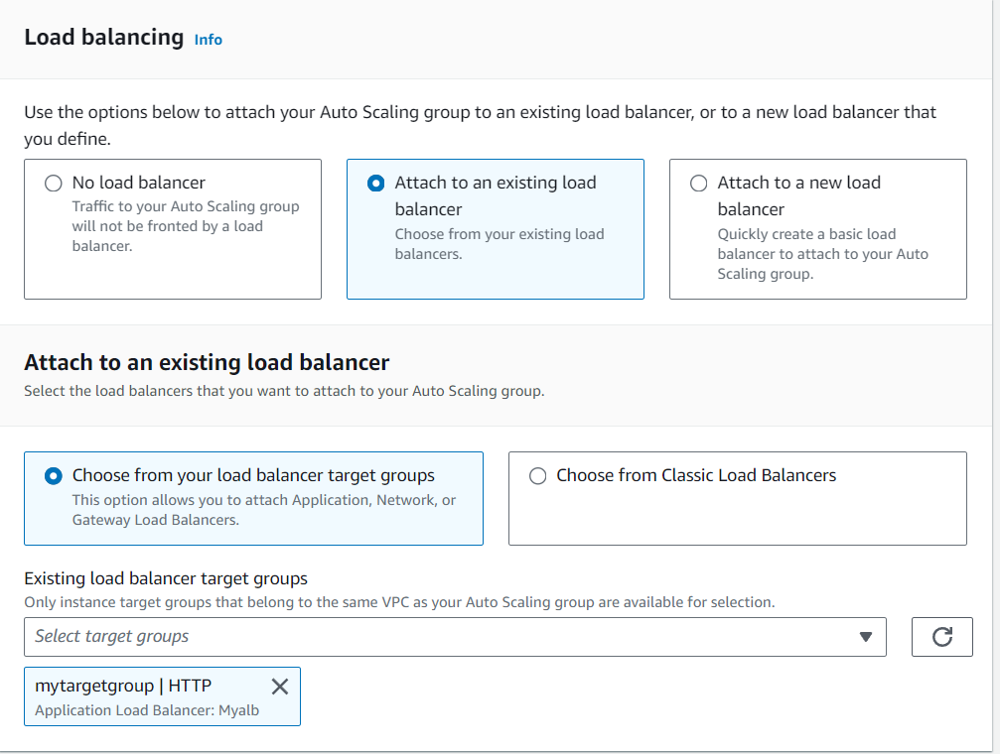 Load balancing Info
Use the options below to attach your Auto Scaling group to an existing load balancer, or to a new load balancer that
you define.
No load balancer
Traffic to your Auto Scaling group
will not be fronted by a load
balancer.
Attach to an existing load
balancer
Choose from your existing load
balancers.
Attach to a new load
balancer
Quickly create a basic load
balancer to attach to your Auto
Scaling group.
Attach to an existing load balancer
Select the load balancers that you want to attach to your Auto Scaling group.
Choose from your load balancer target groups
This option allows you to attach Application, Network, or
Gateway Load Balancers.
Choose from Classic Load Balancers
Existing load balancer target groups
Only instance target groups that belong to the same VPC as your Auto Scaling group are available for selection.
Select target groups
mytargetgroup | HTTP
Application Load Balancer: Myalb